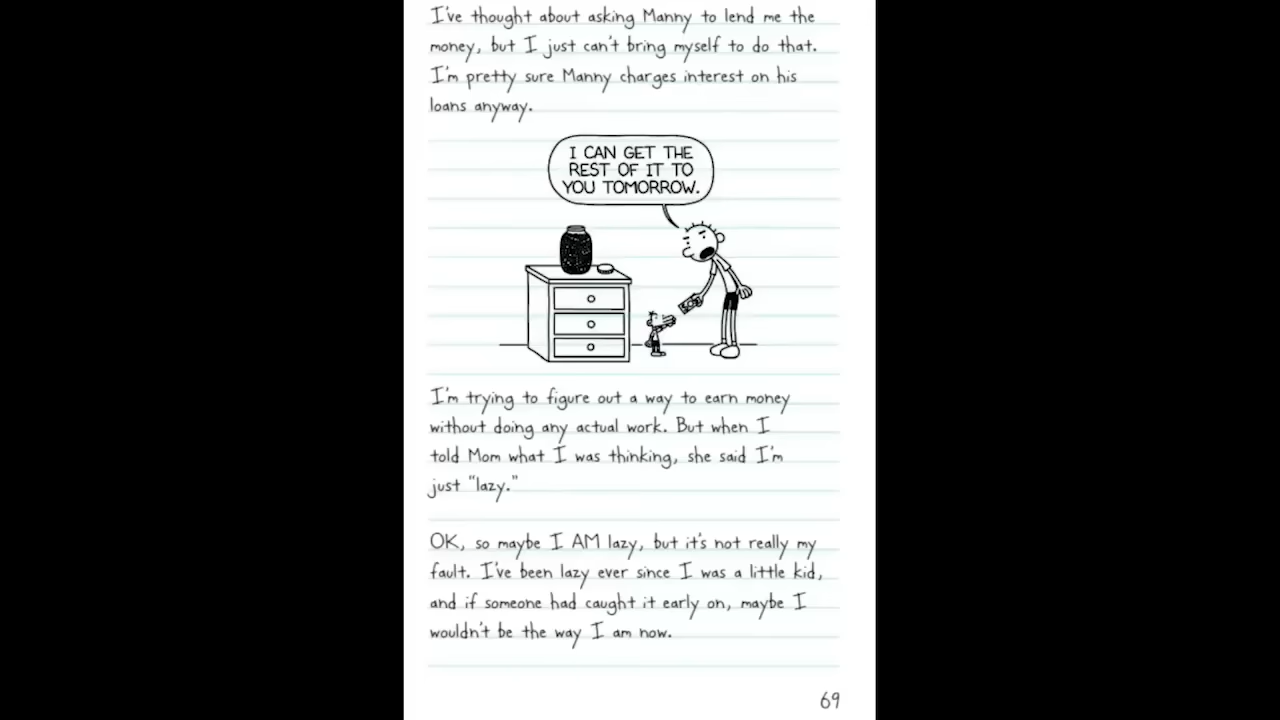 I've thought about asking Manny to lend me the
money, but I just can't bring myself to do that.
I'm pretty sure Manny charges interest on his
loans anyway.
I CAN GET THE
REST OF IT TO
YOU TOMORROW.
I'm trying to figure out a way to earn money
without doing any actual work. But when I
told Mom what I was thinking, she said I'm
just "lazy."
OK, so maybe I AM lazy, but it's not really my
fault. I've been lazy ever since I was a little kid,
and if someone had caught it early on, maybe I
wouldn't be the way I am now.
69